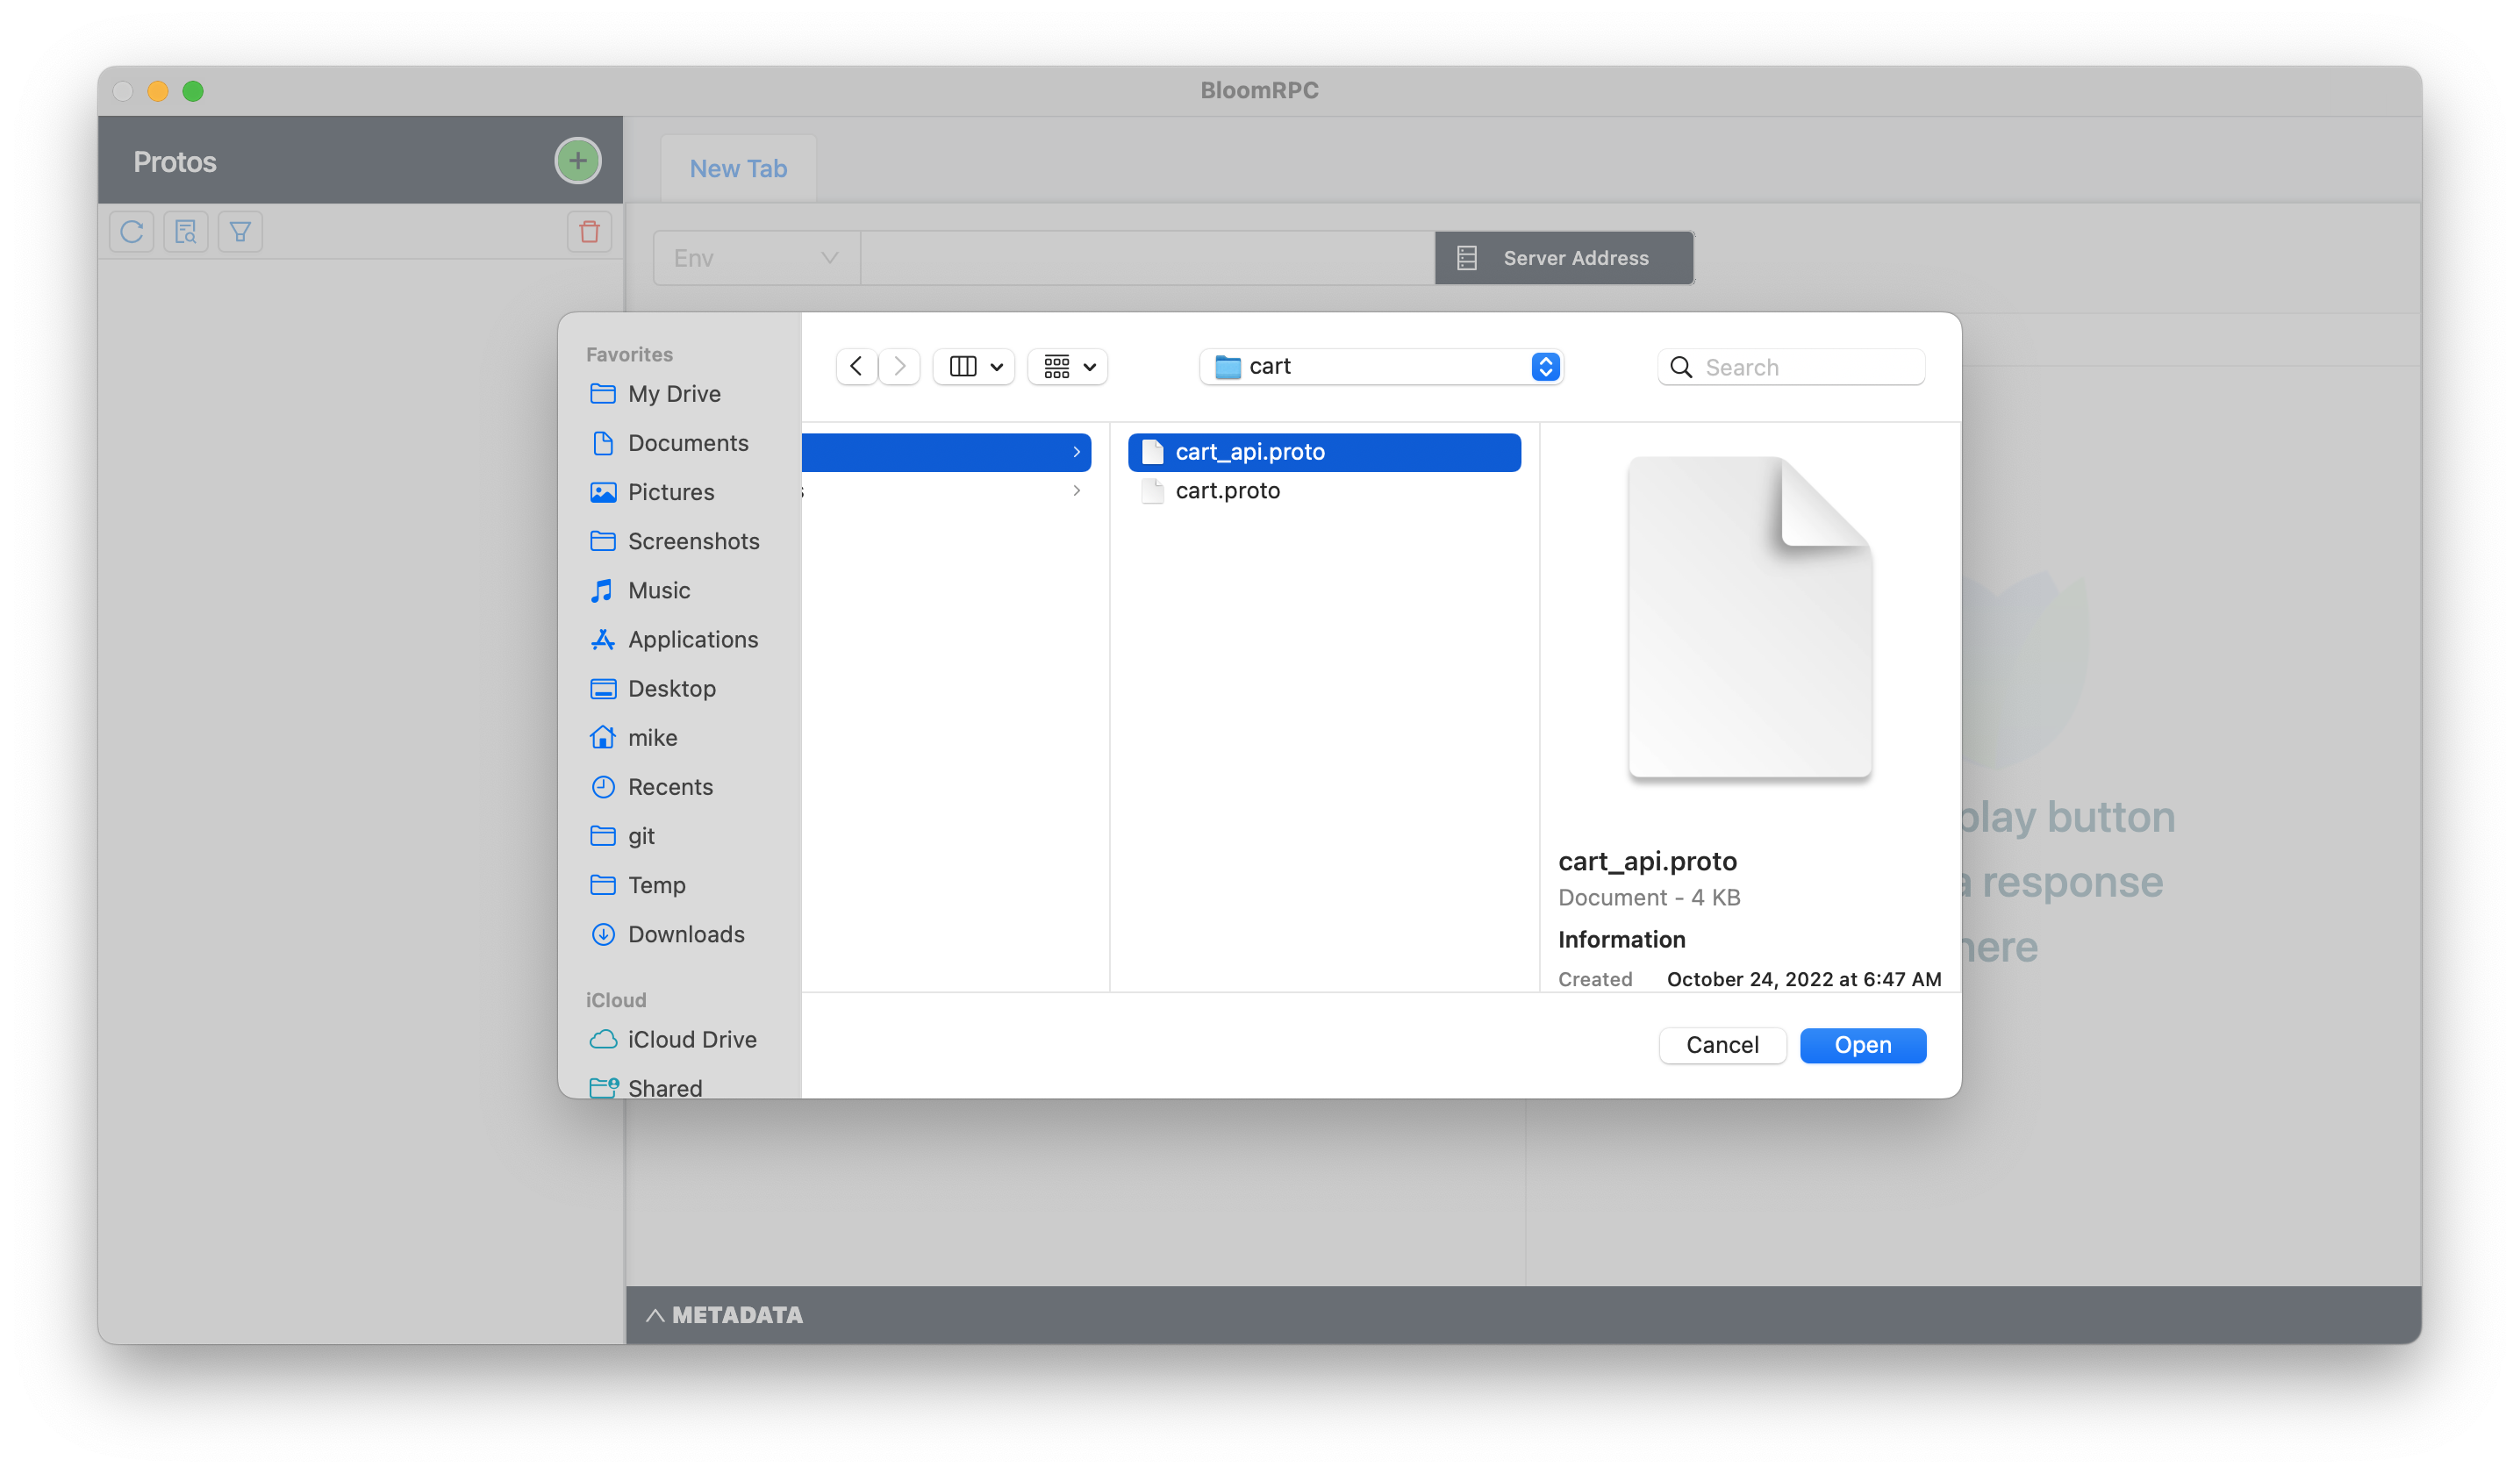 BloomRPC
Protos
New Tab
Env
Server Address
Favorites
My Drive
Documents
Pictures
Screenshots
Music
Applications
Desktop
mike
Recents
git
Temp
Downloads
iCloud
iCloud Drive
Shared
cart
Search
cart_api.proto
cart.proto
cart_api.proto
Document - 4 KB
Information
Created October 24, 2022 at 6:47 AM
Cancel
Open
play button
a response
here
METADATA